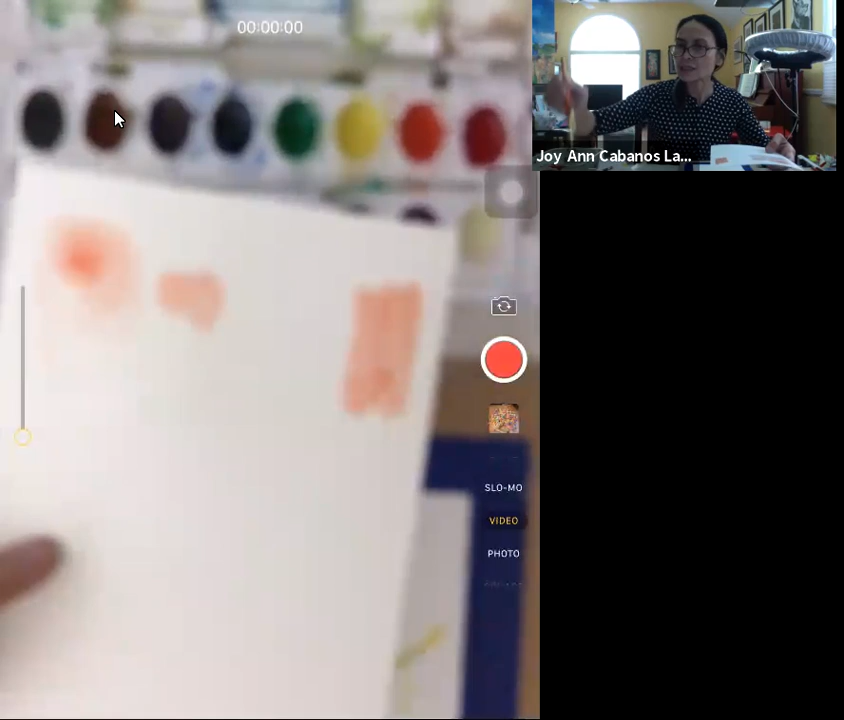 00:00:00
Joy Ann Cabanos La...
SLO-MO
VIDEO
PHOTO